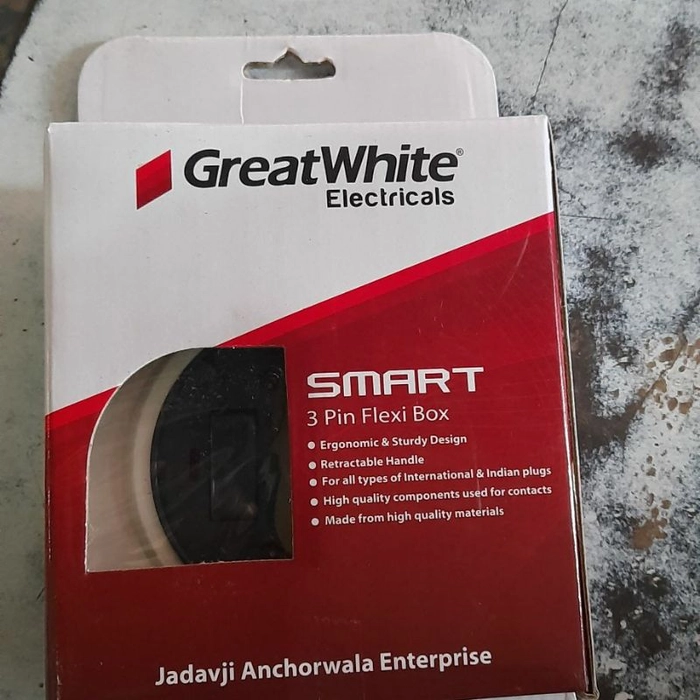 GreatWhite®
Electricals
SMART
3 Pin Flexi Box
● Ergonomic & Sturdy Design
● Retractable Handle
● For all types of International & Indian plugs
● High quality components used for contacts
● Made from high quality materials
Jadavji Anchorwala Enterprise